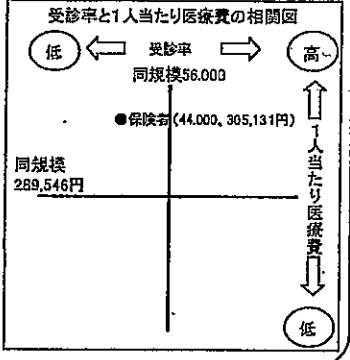 受診率と1人当たり医療費の相関図
低 受診率 高
同規模56.000
●保険者(44.000, 305,131円)
同規模
289,546円
1人当たり医療費
低